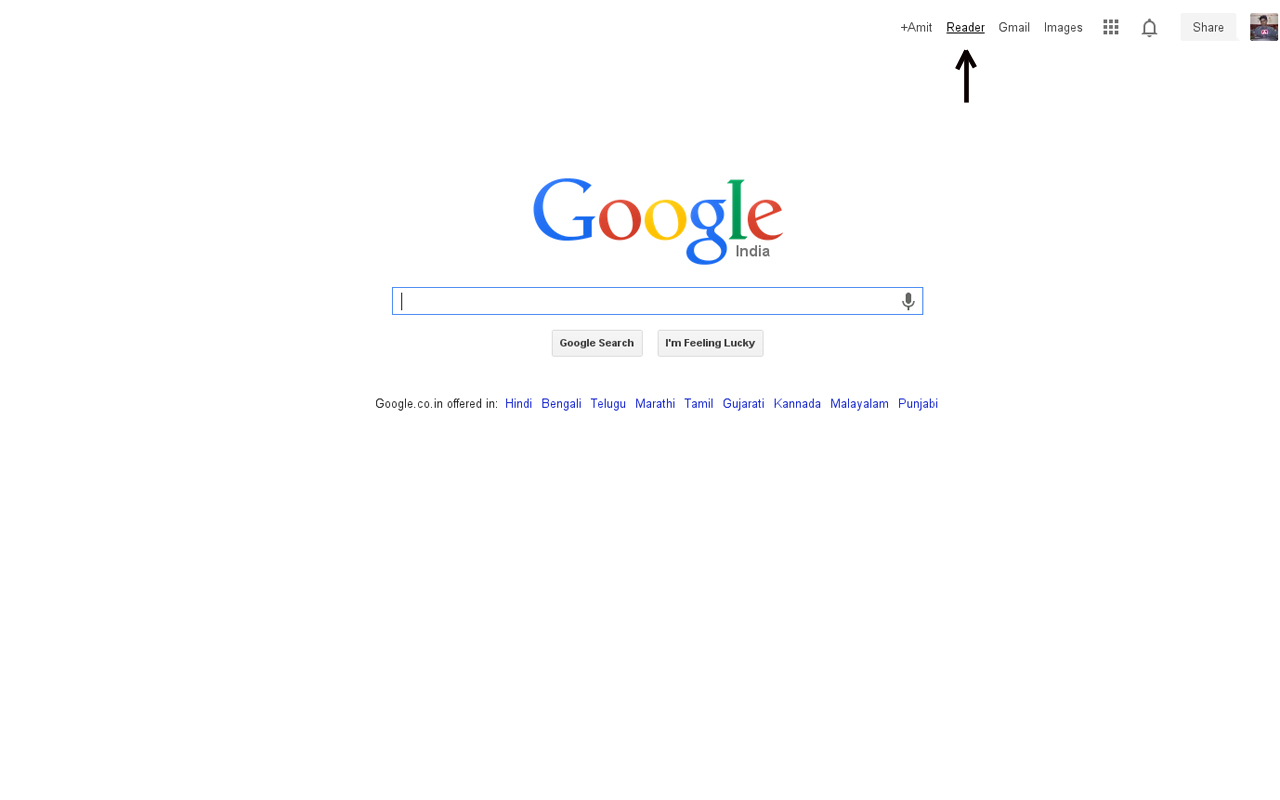 +Amit Reader Gmail Images Share
Google
India
Google Search I'm Feeling Lucky
Google.co.in offered in: Hindi Bengali Telugu Marathi Tamil Gujarati Kannada Malayalam Punjabi